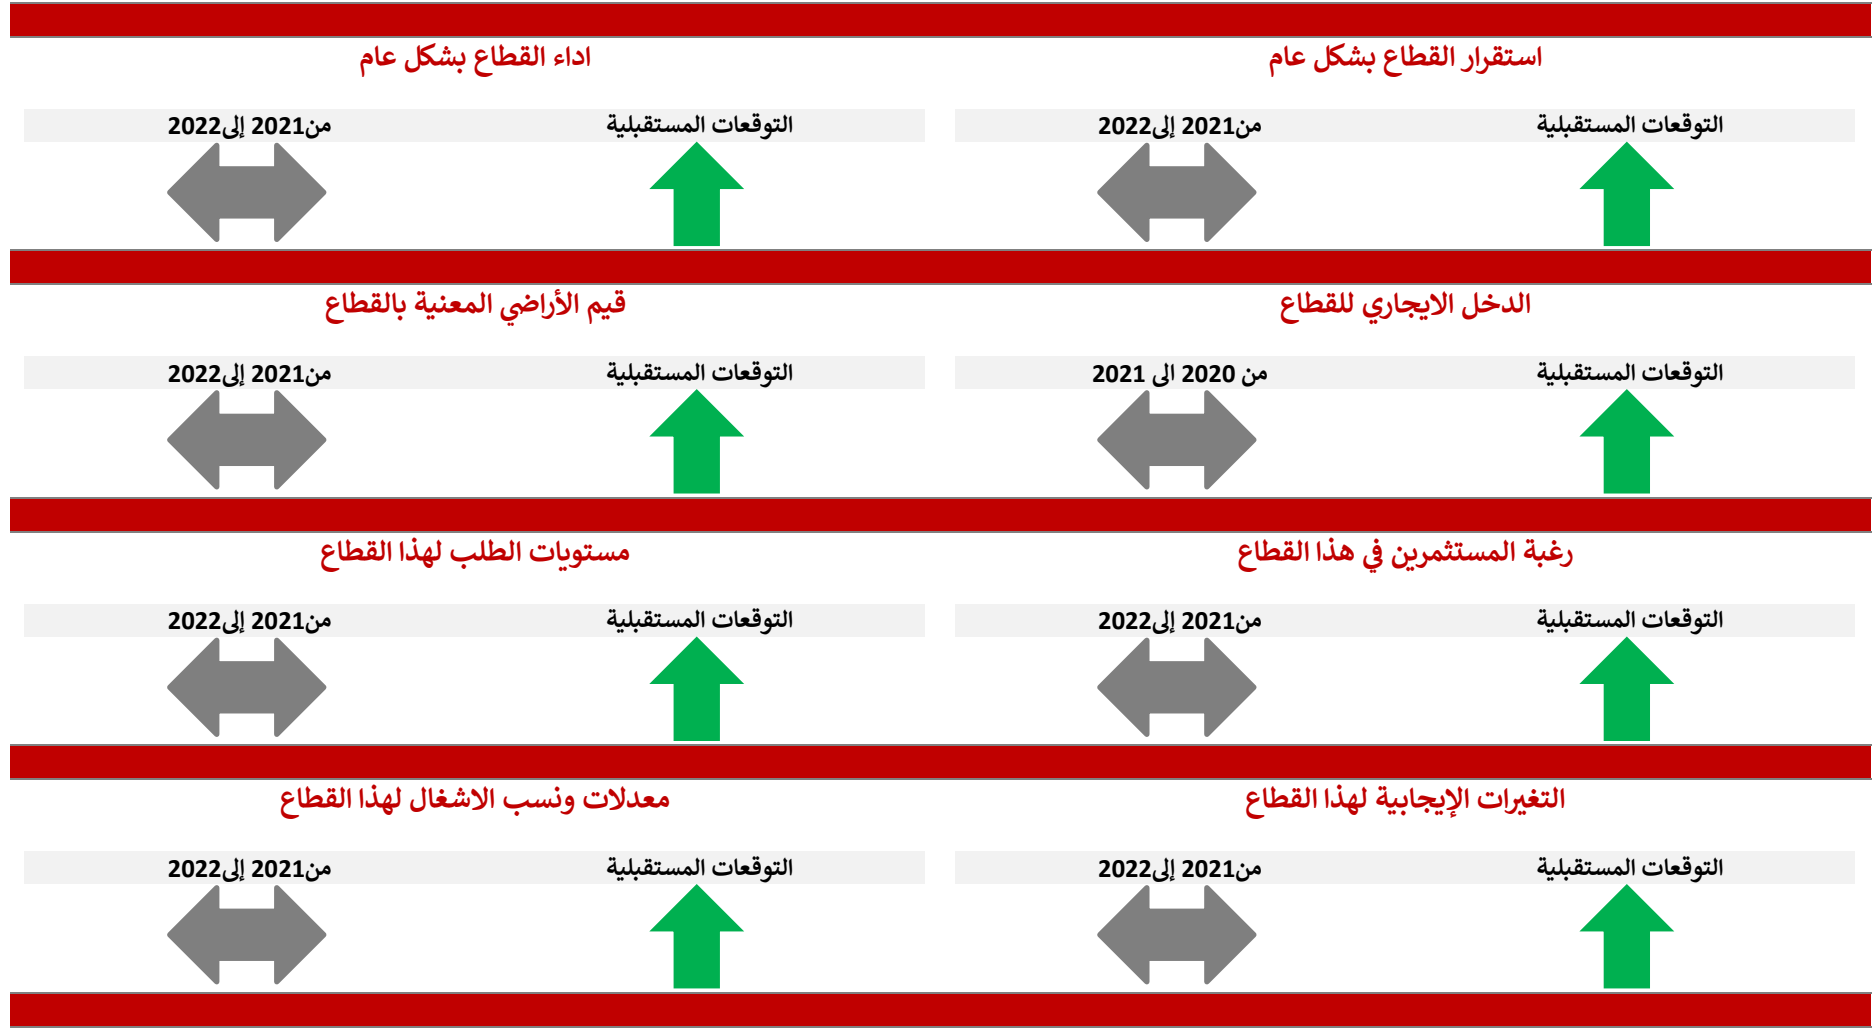 استقرار القطاع بشكل عام
اداء القطاع بشكل عام
التوقعات المستقبلية
من2021 إلى2022
التوقعات المستقبلية
من2021 إلى2022
الدخل الايجاري للقطاع
قيم الأراضي المعنية بالقطاع
التوقعات المستقبلية
من 2020 الى 2021
التوقعات المستقبلية
من2021 إلى2022
رغبة المستثمرين في هذا القطاع
مستويات الطلب لهذا القطاع
التوقعات المستقبلية
من2021 إلى2022
التوقعات المستقبلية
من2021 إلى2022
التغيرات الإيجابية لهذا القطاع
معدلات ونسب الاشغال لهذا القطاع
التوقعات المستقبلية
من2021 إلى2022
التوقعات المستقبلية
من2021 إلى2022